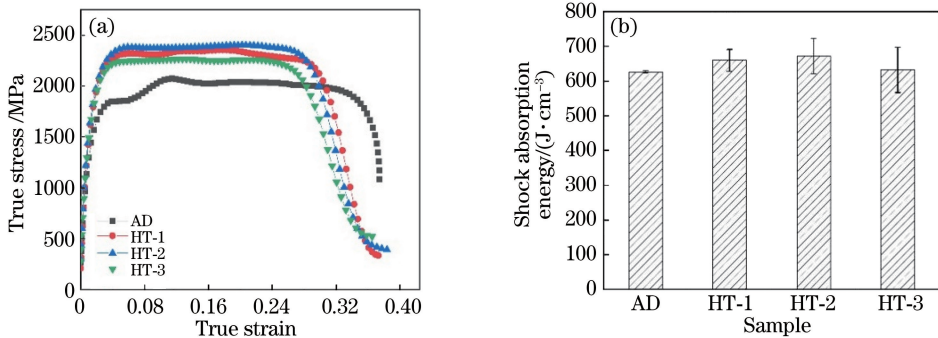 (a)
True stress /MPa
2500
2000
1500
1000
500
0
AD
HT-1
HT-2
HT-3
0
0.08
0.16
0.24
0.32
0.40
True strain
(b)
Shock absorption
energy/(J·cm⁻³)
800
700
600
500
400
300
200
100
0
AD
HT-1
HT-2
HT-3
Sample